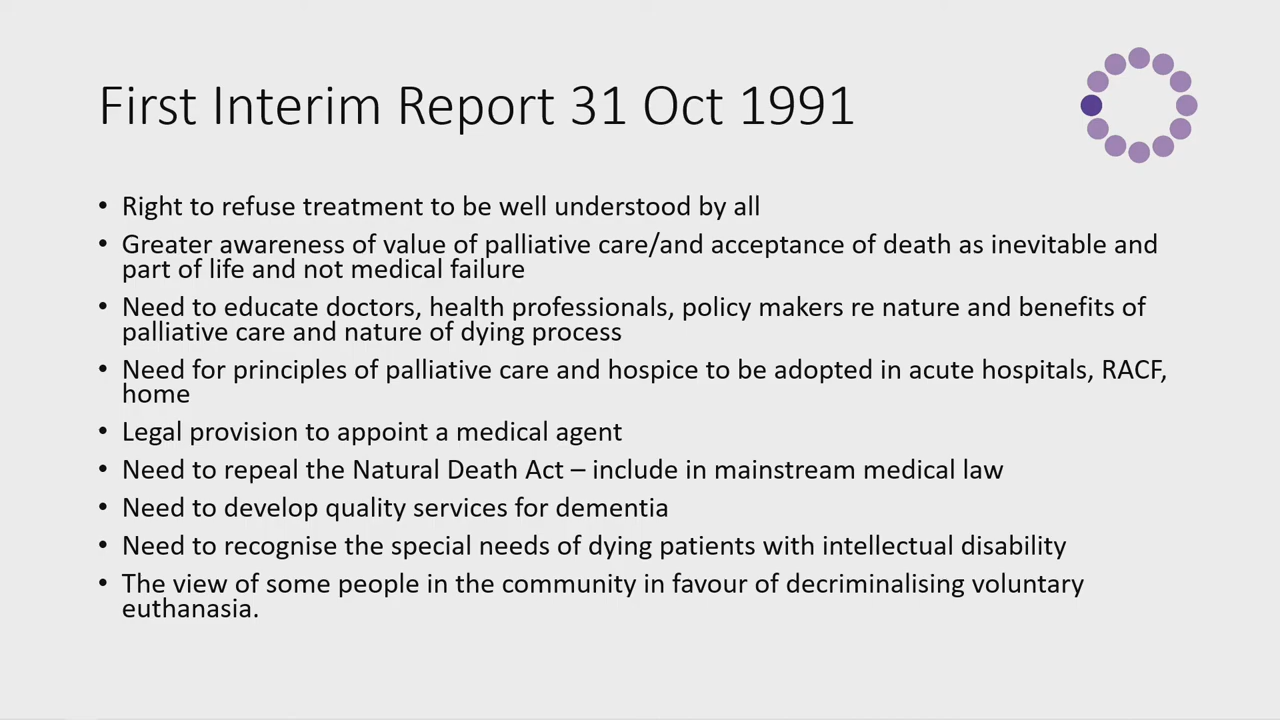 First Interim Report 31 Oct 1991
• Right to refuse treatment to be well understood by all
• Greater awareness of value of palliative care/and acceptance of death as inevitable and
part of life and not medical failure
• Need to educate doctors, health professionals, policy makers re nature and benefits of
palliative care and nature of dying process
• Need for principles of palliative care and hospice to be adopted in acute hospitals, RACF,
home
• Legal provision to appoint a medical agent
• Need to repeal the Natural Death Act – include in mainstream medical law
• Need to develop quality services for dementia
• Need to recognise the special needs of dying patients with intellectual disability
• The view of some people in the community in favour of decriminalising voluntary
euthanasia.